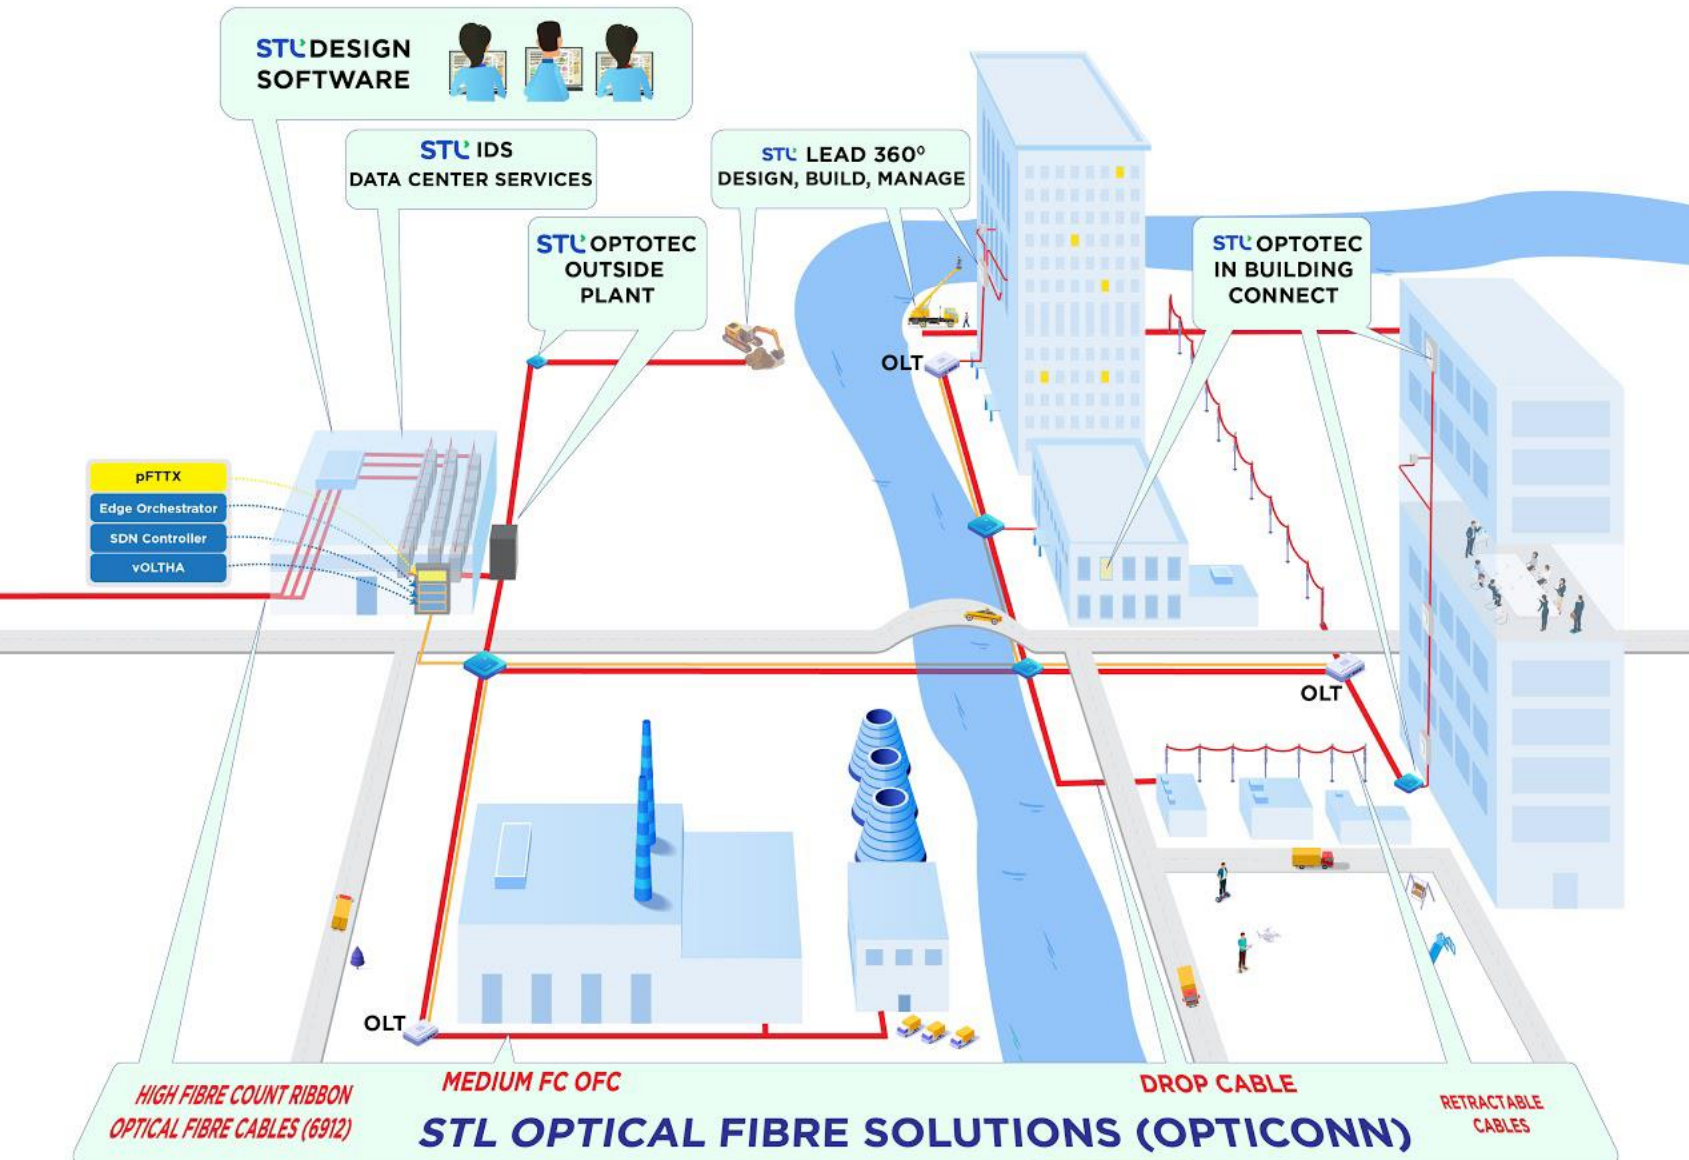 STL DESIGN
SOFTWARE
STL IDS
DATA CENTER SERVICES
STL LEAD 360⁰
DESIGN, BUILD, MANAGE
STL OPTOTEC
OUTSIDE
PLANT
STL OPTOTEC
IN BUILDING
CONNECT
OLT
pFTTX
Edge Orchestrator
SDN Controller
vOLTHA
OLT
OLT
HIGH FIBRE COUNT RIBBON
OPTICAL FIBRE CABLES (6912)
MEDIUM FC OFC
DROP CABLE
RETRACTABLE
CABLES
STL OPTICAL FIBRE SOLUTIONS (OPTICONN)